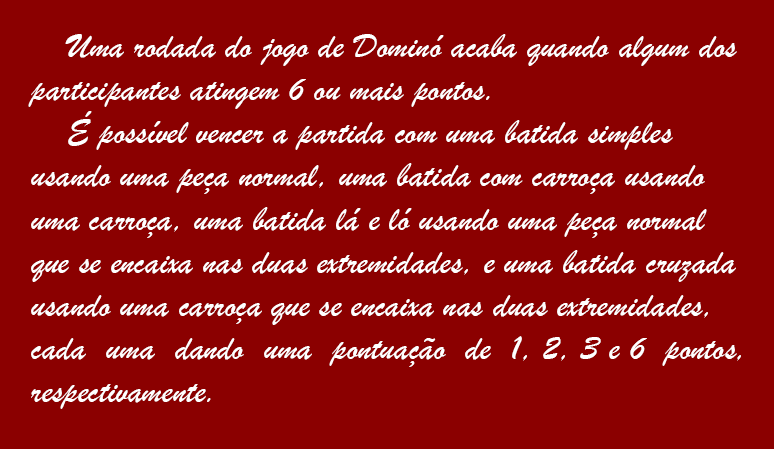 Uma rodada do jogo de Dominó acaba quando algum dos
participantes atingem 6 ou mais pontos.
É possível vencer a partida com uma batida simples
usando uma peça normal, uma batida com carroça usando
uma carroça, uma batida lá e ló usando uma peça normal
que se encaixa nas duas extremidades, e uma batida cruzada
usando uma carroça que se encaixa nas duas extremidades,
cada uma dando uma pontuação de 1, 2, 3 e 6 pontos,
respectivamente.